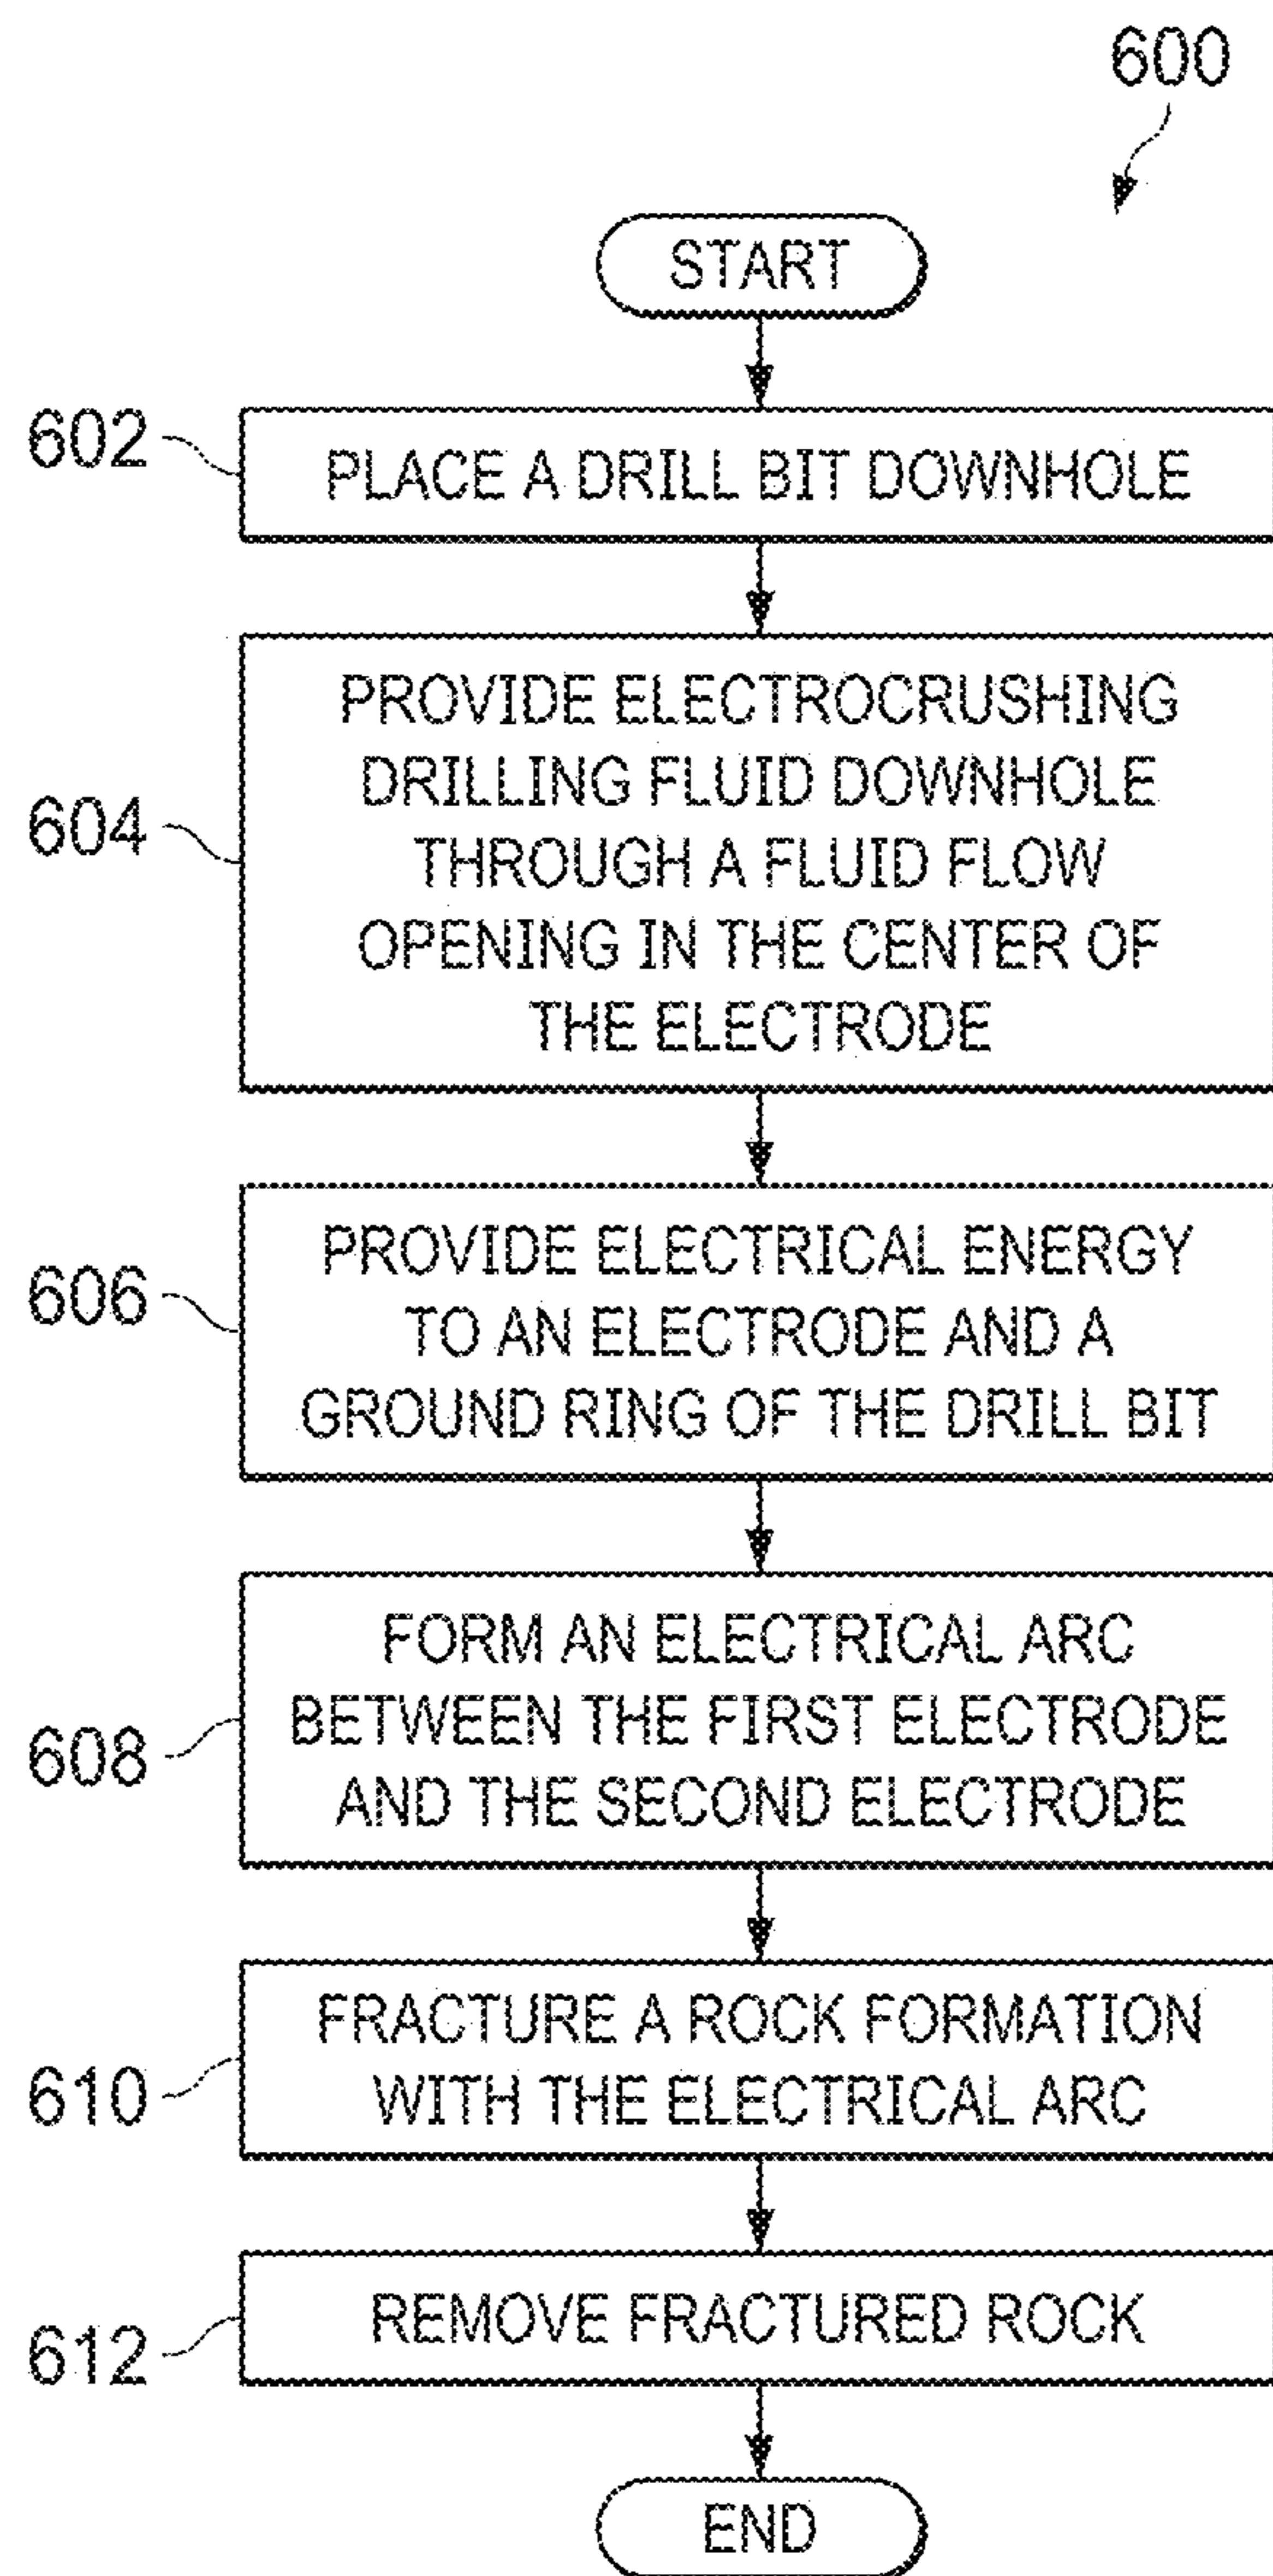 600
START
602
PLACE A DRILL BIT DOWNHOLE
604
PROVIDE ELECTROCRUSHING
DRILLING FLUID DOWNHOLE
THROUGH A FLUID FLOW
OPENING IN THE CENTER OF
THE ELECTRODE
606
PROVIDE ELECTRICAL ENERGY
TO AN ELECTRODE AND A
GROUND RING OF THE DRILL BIT
608
FORM AN ELECTRICAL ARC
BETWEEN THE FIRST ELECTRODE
AND THE SECOND ELECTRODE
610
FRACTURE A ROCK FORMATION
WITH THE ELECTRICAL ARC
612
REMOVE FRACTURED ROCK
END